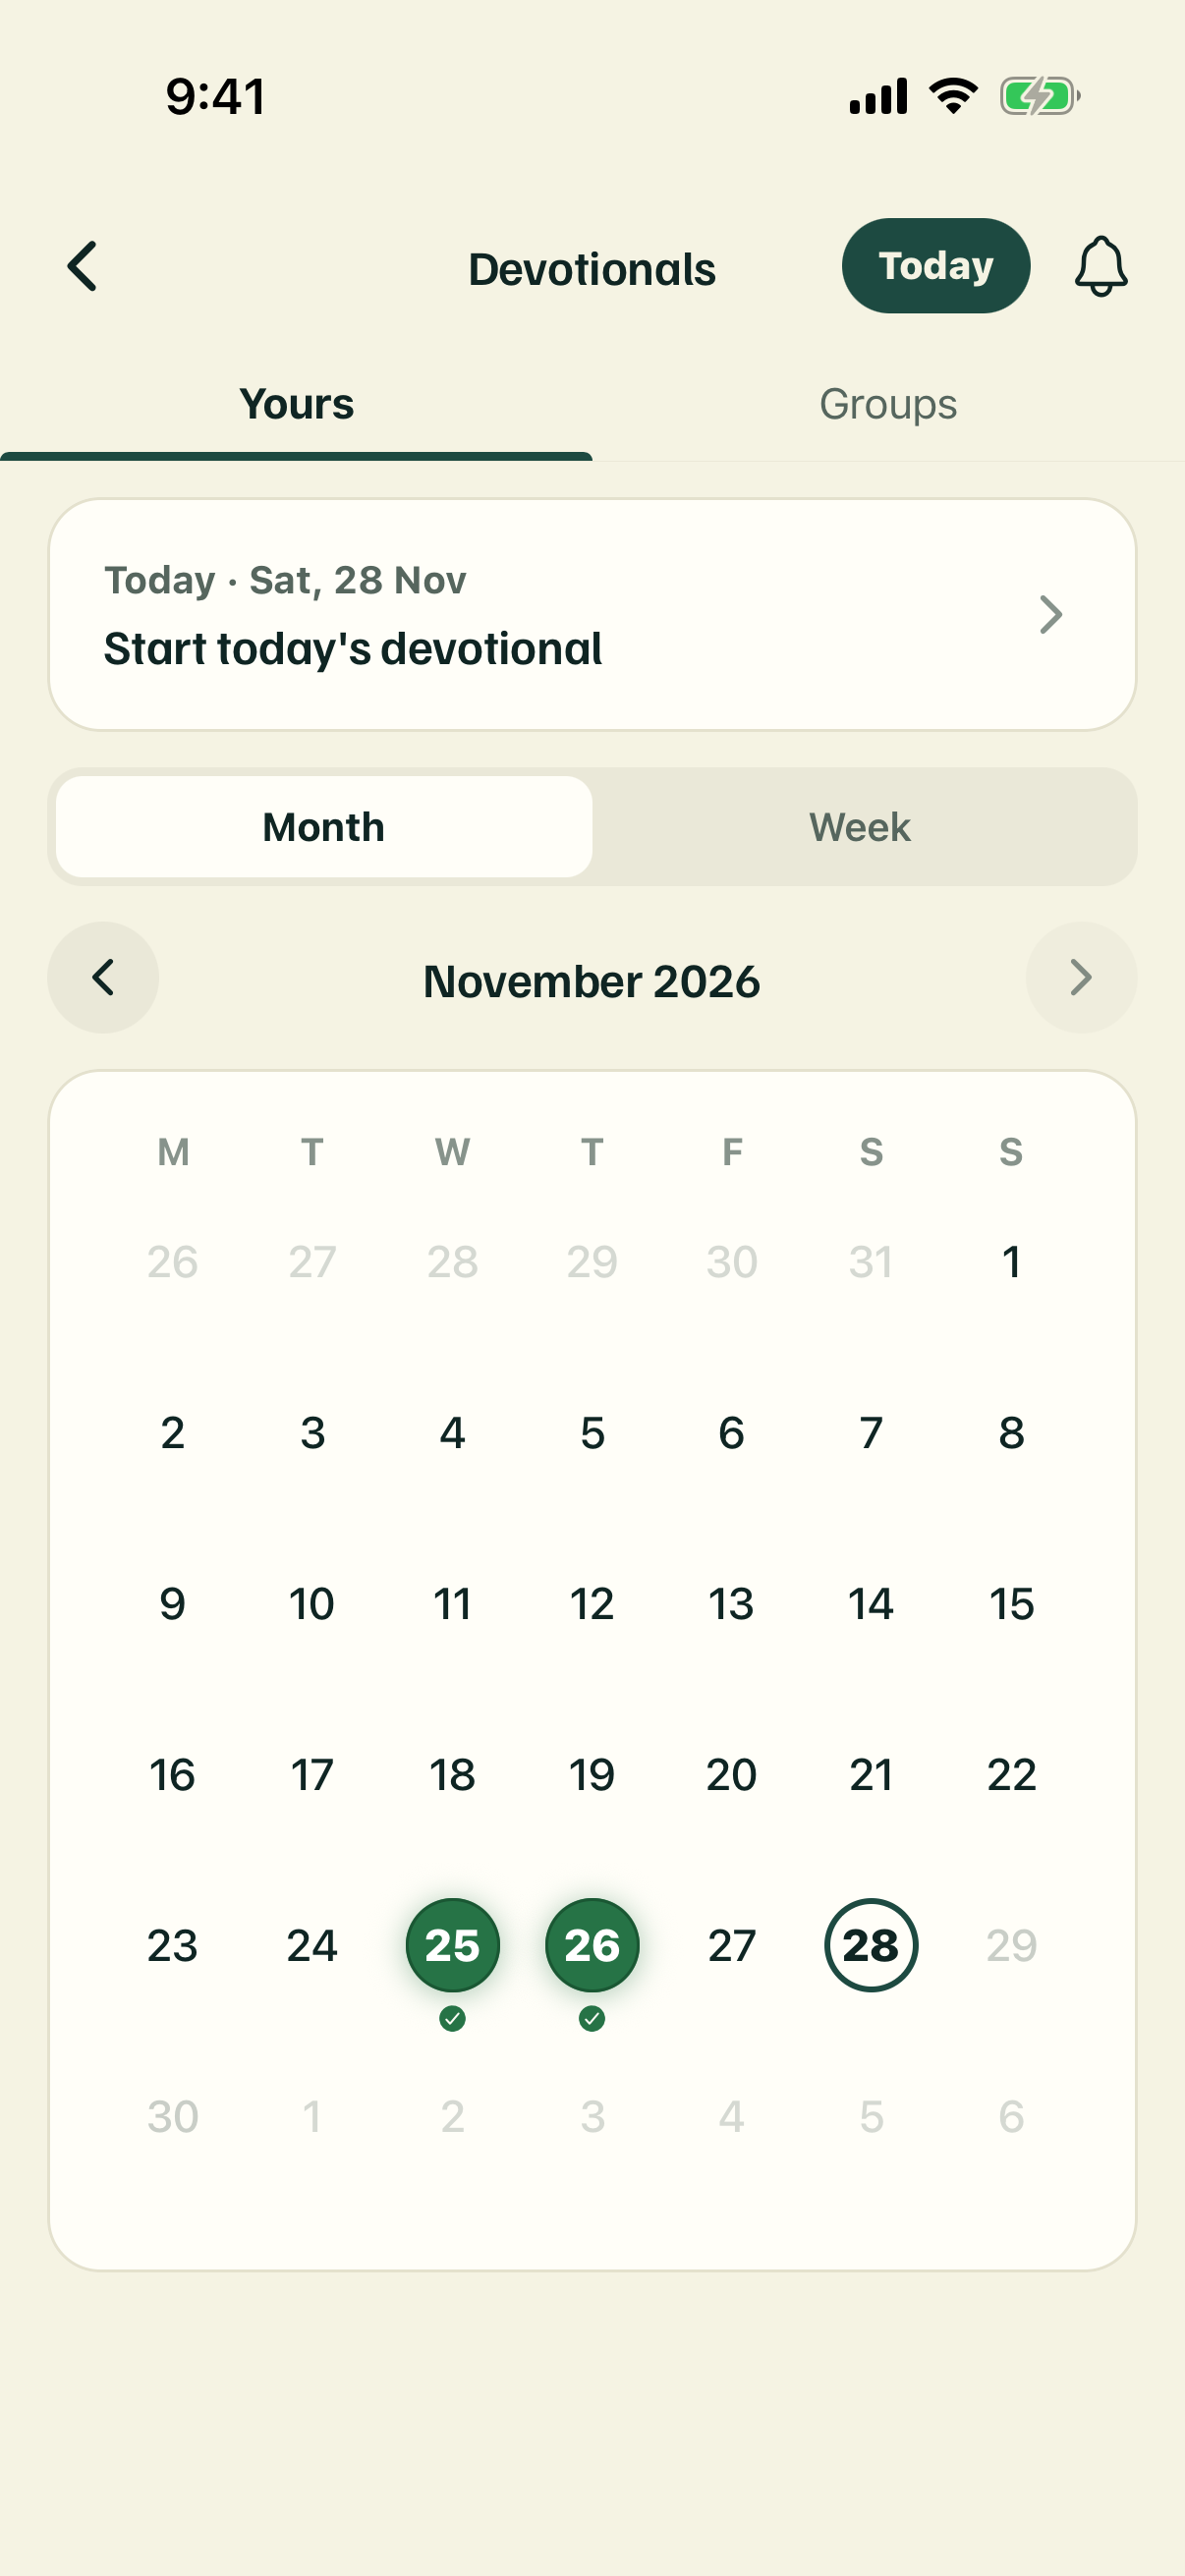 9:41
Devotionals
Today
Yours
Groups
Today · Sat, 28 Nov
Start today's devotional
Month
Week
November 2026
M T W T F S S
26 27 28 29 30 31 1
2 3 4 5 6 7 8
9 10 11 12 13 14 15
16 17 18 19 20 21 22
23 24 25 26 27 28 29
30 1 2 3 4 5 6